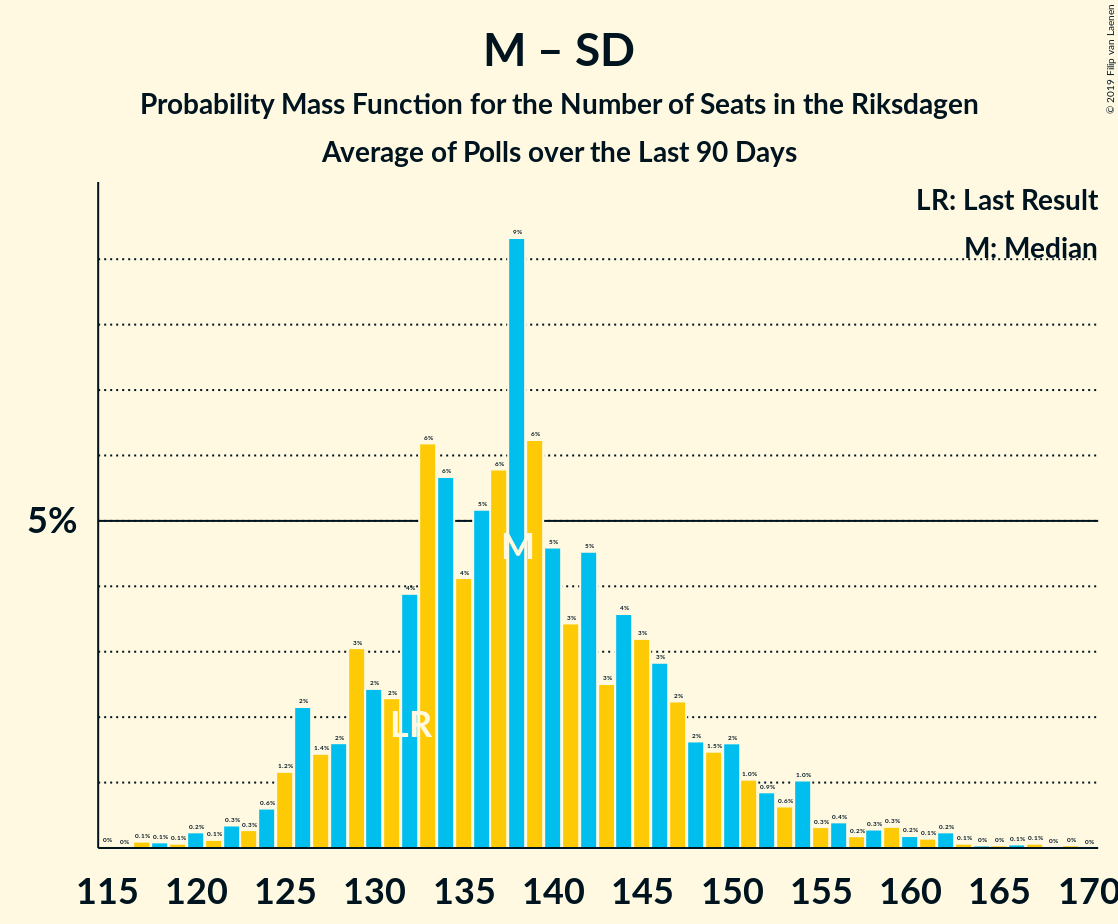 M – SD
Probability Mass Function for the Number of Seats in the Riksdagen
Average of Polls over the Last 90 Days
© 2019 Filip van Laenen
LR: Last Result
M: Median
5%
0% 0% 0.1% 0.1% 0.1% 0.2% 0.1% 0.3% 0.3% 0.6% 1.2% 2% 1.4% 2% 3% 2% 2% 4% 6% 6% 4% 5% 6% 9% 6% 5% 3% 5% 3% 4% 3% 3% 2% 2% 1.5% 2% 1.0% 0.9% 0.6% 1.0% 0.3% 0.4% 0.2% 0.3% 0.3% 0.2% 0.1% 0.2% 0.1% 0% 0% 0.1% 0.1% 0% 0% 0%
M
LR
115 120 125 130 135 140 145 150 155 160 165 170